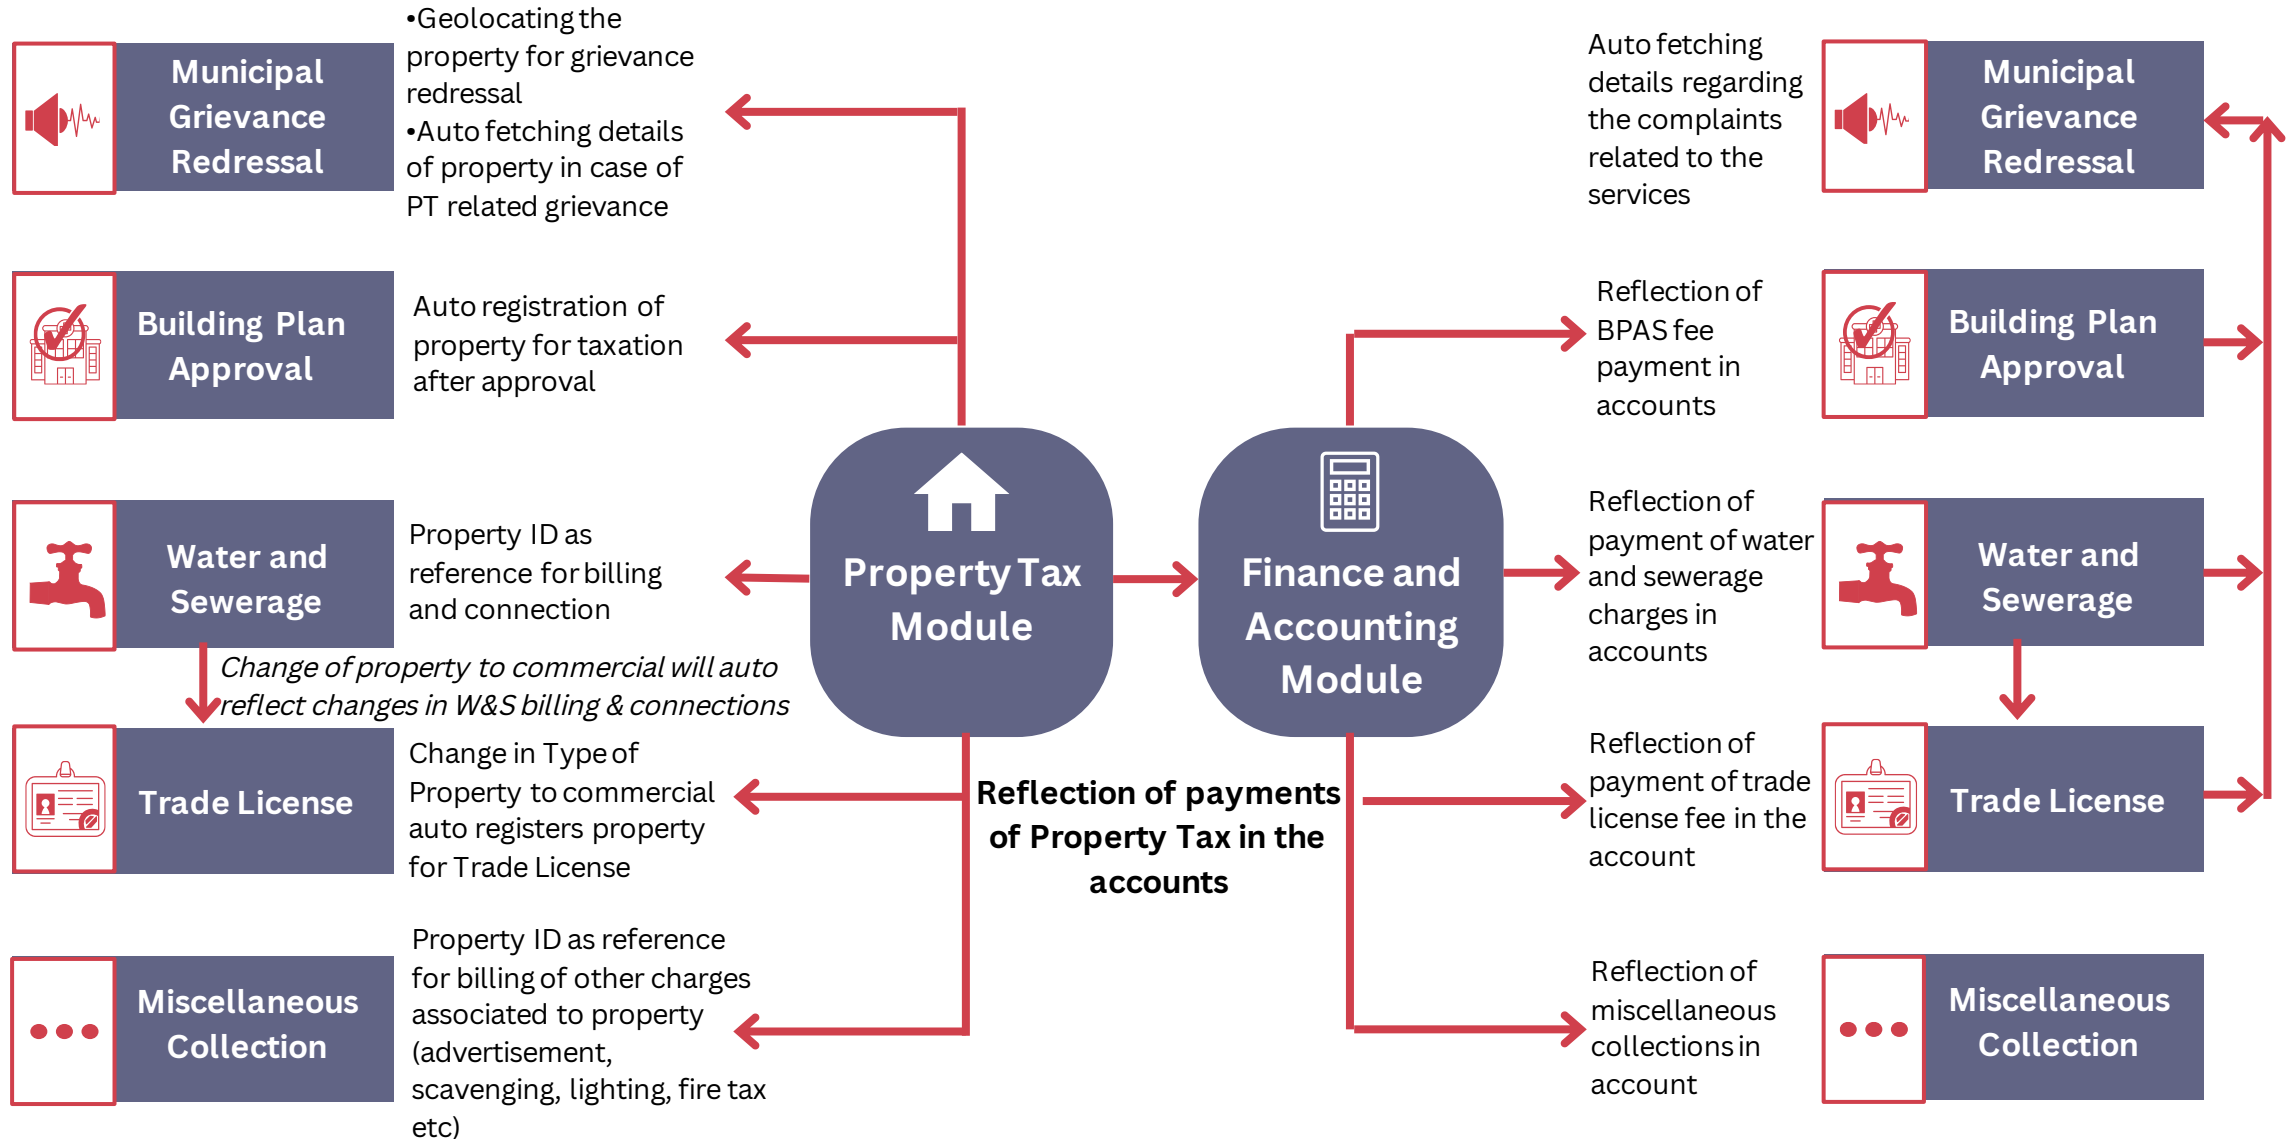 Municipal
Grievance
Redressal
•Geolocating the
property for grievance
redressal
•Auto fetching details
of property in case of
PT related grievance
Building Plan
Approval
Auto registration of
property for taxation
after approval
Water and
Sewerage
Property ID as
reference for billing
and connection
Change of property to commercial will auto
reflect changes in W&S billing & connections
Trade License
Change in Type of
Property to commercial
auto registers property
for Trade License
Miscellaneous
Collection
Property ID as reference
for billing of other charges
associated to property
(advertisement,
scavenging, lighting, fire tax
etc)
Property Tax
Module
Finance and
Accounting
Module
Reflection of payments
of Property Tax in the
accounts
Auto fetching
details regarding
the complaints
related to the
services
Municipal
Grievance
Redressal
Reflection of
BPAS fee
payment in
accounts
Building Plan
Approval
Reflection of
payment of water
and sewerage
charges in
accounts
Water and
Sewerage
Reflection of
payment of trade
license fee in the
account
Trade License
Reflection of
miscellaneous
collections in
account
Miscellaneous
Collection